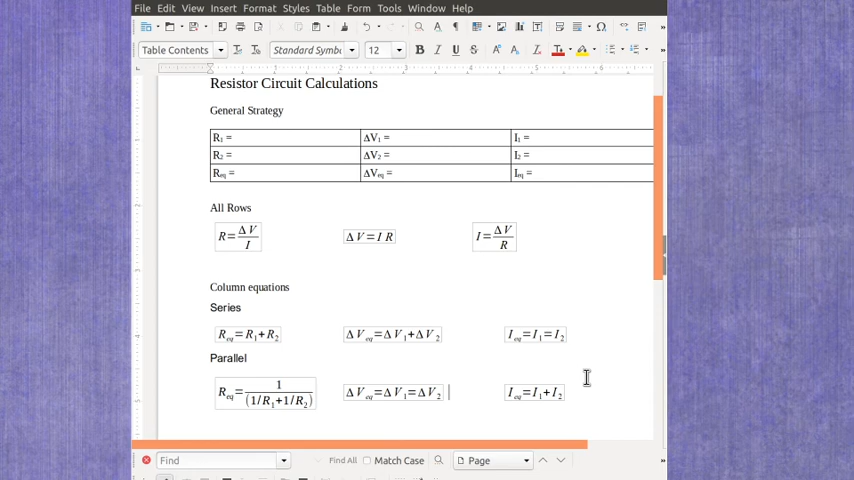 File Edit View Insert Format Styles Table Form Tools Window Help
Table Contents Standard Symbo 12
Resistor Circuit Calculations
General Strategy
R1 = ΔV1 = I1 =
R2 = ΔV2 = I2 =
Req = ΔVeq = Ieq =
All Rows
R=ΔV/I ΔV=I R I=ΔV/R
Column equations
Series
Req=R1+R2 ΔVeq=ΔV1+ΔV2 Ieq=I1=I2
Parallel
Req=1/(1/R1+1/R2) ΔVeq=ΔV1=ΔV2 Ieq=I1+I2
Find Find All Match Case Page